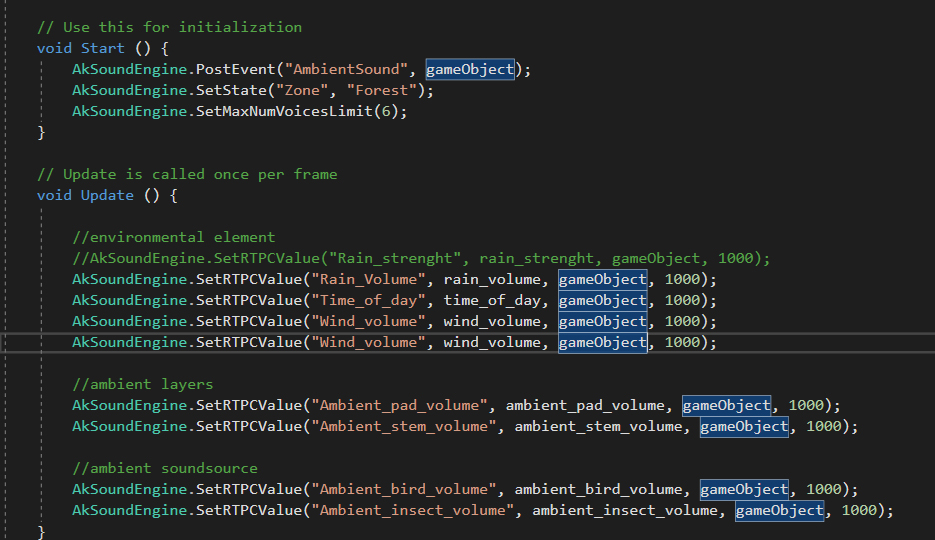 // Use this for initialization
void Start () {
AkSoundEngine.PostEvent("AmbientSound", gameObject);
AkSoundEngine.SetState("Zone", "Forest");
AkSoundEngine.SetMaxNumVoicesLimit(6);
}
// Update is called once per frame
void Update () {
//environmental element
//AkSoundEngine.SetRTPCValue("Rain_strenght", rain_strenght, gameObject, 1000);
AkSoundEngine.SetRTPCValue("Rain_Volume", rain_volume, gameObject, 1000);
AkSoundEngine.SetRTPCValue("Time_of_day", time_of_day, gameObject, 1000);
AkSoundEngine.SetRTPCValue("Wind_volume", wind_volume, gameObject, 1000);
AkSoundEngine.SetRTPCValue("Wind_volume", wind_volume, gameObject, 1000);
//ambient layers
AkSoundEngine.SetRTPCValue("Ambient_pad_volume", ambient_pad_volume, gameObject, 1000);
AkSoundEngine.SetRTPCValue("Ambient_stem_volume", ambient_stem_volume, gameObject, 1000);
//ambient soundsource
AkSoundEngine.SetRTPCValue("Ambient_bird_volume", ambient_bird_volume, gameObject, 1000);
AkSoundEngine.SetRTPCValue("Ambient_insect_volume", ambient_insect_volume, gameObject, 1000);
}